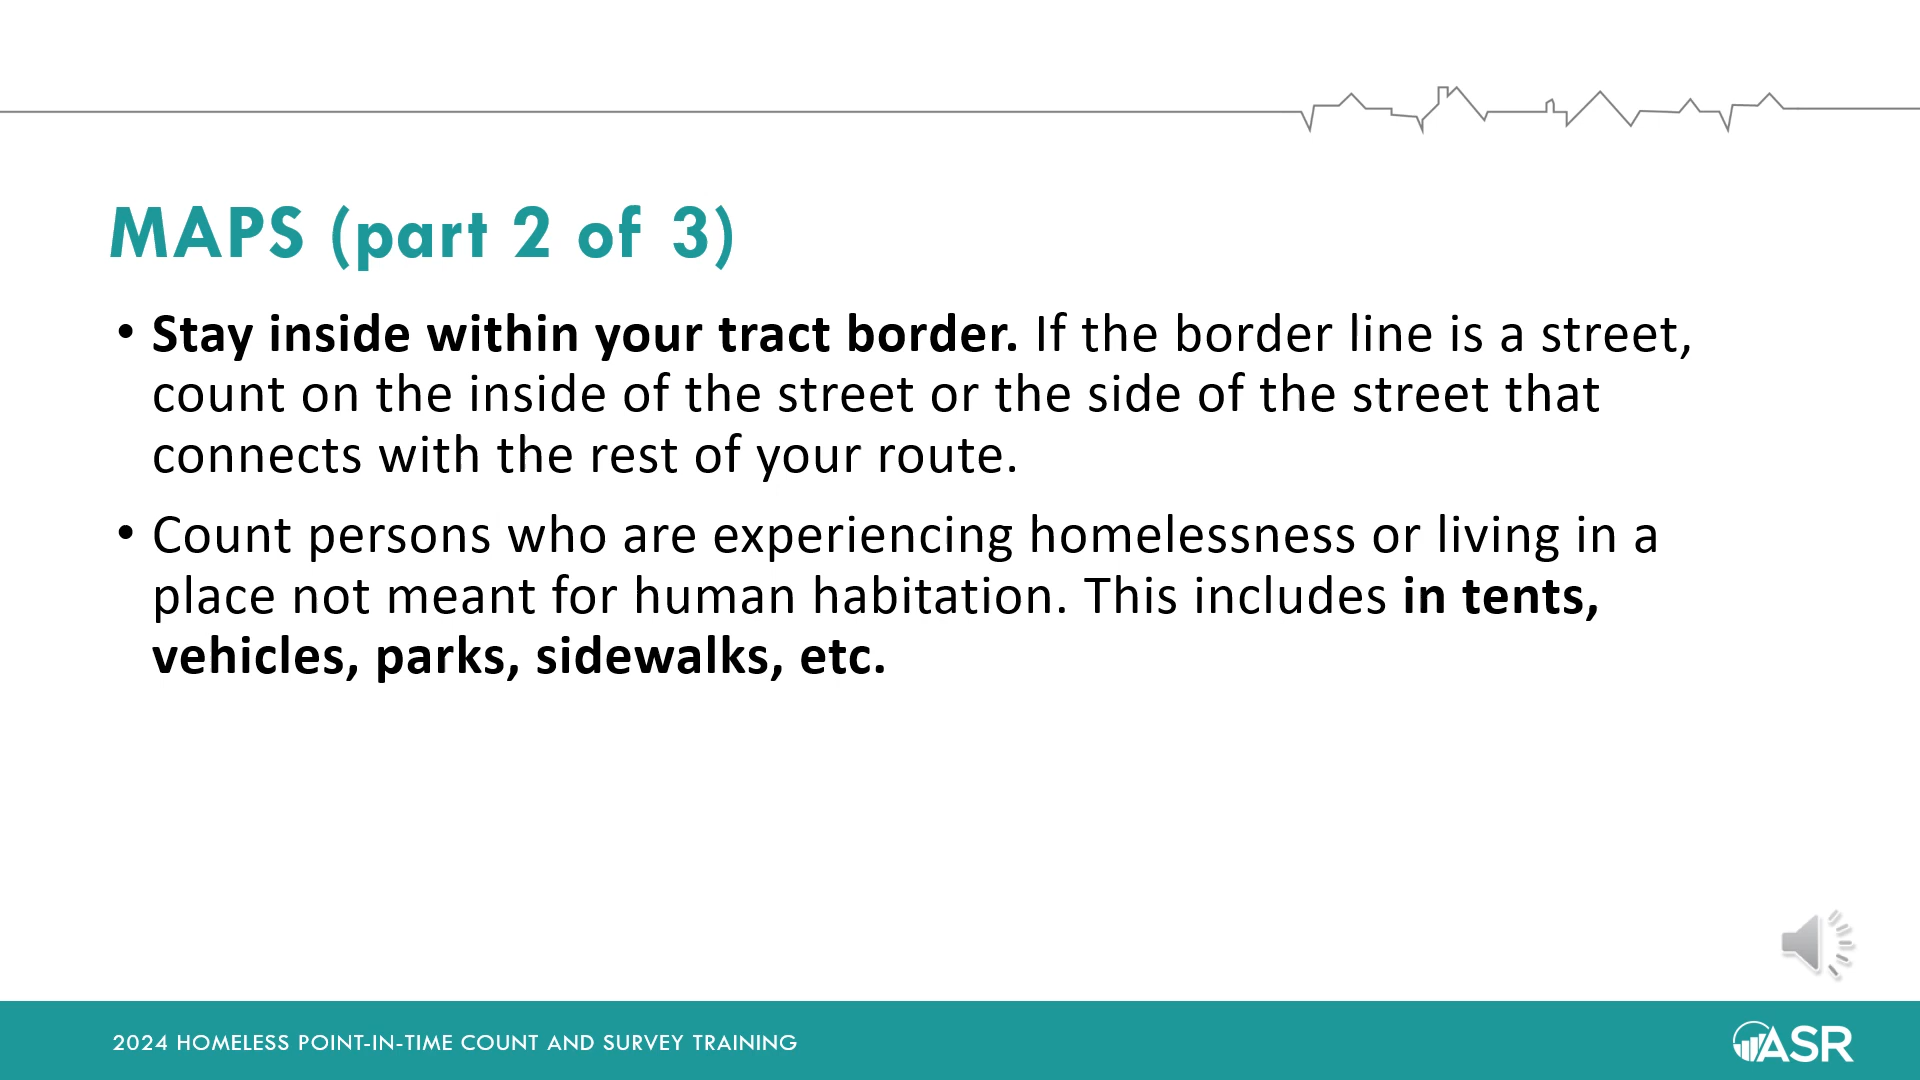 MAPS (part 2 of 3)
• Stay inside within your tract border. If the border line is a street,
count on the inside of the street or the side of the street that
connects with the rest of your route.
• Count persons who are experiencing homelessness or living in a
place not meant for human habitation. This includes in tents,
vehicles, parks, sidewalks, etc.
2024 HOMELESS POINT-IN-TIME COUNT AND SURVEY TRAINING
ASR